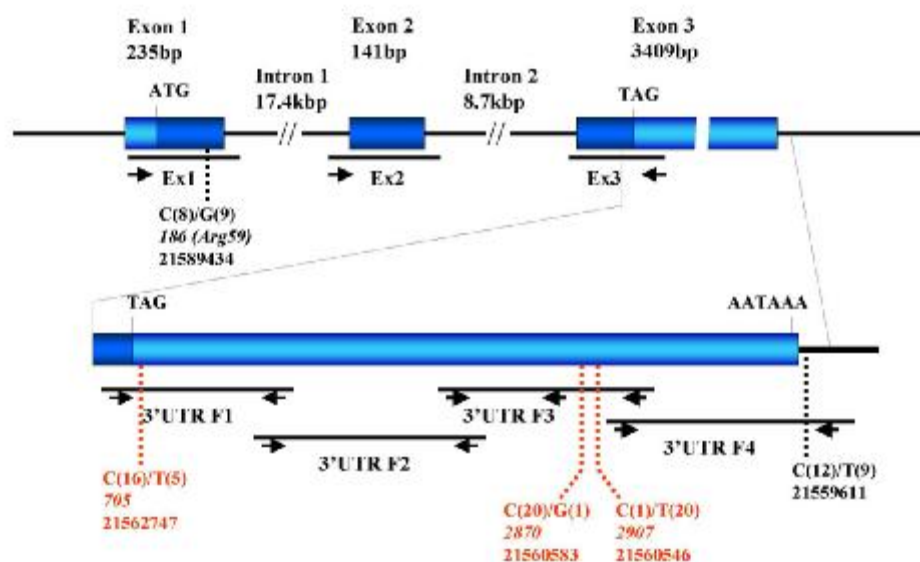 Exon 1
235bp
Exon 2
141bp
Exon 3
3409bp
Intron 1
17.4kbp
Intron 2
8.7kbp
ATG
TAG
//
//
Ex1
Ex2
Ex3
C(8)/G(9)
186 (Arg59)
21589434
TAG
AATAAA
3'UTR F1
3'UTR F3
3'UTR F2
3'UTR F4
C(16)/T(5)
705
21562747
C(20)/G(1)
2870
21560583
C(1)/T(20)
2907
21560546
C(12)/T(9)
21559611